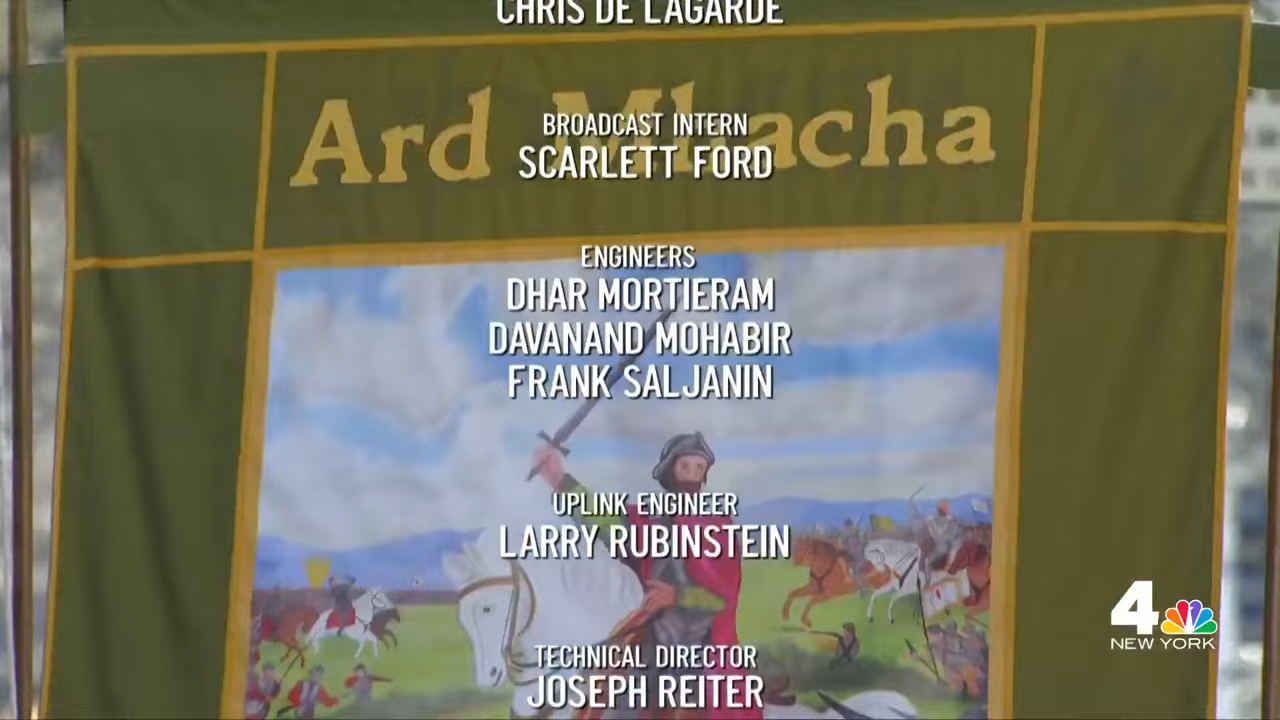 CHRIS DE LAGARDE
Ard Mhacha
BROADCAST INTERN
SCARLETT FORD
ENGINEERS
DHAR MORTIERAM
DAVANAND MOHABIR
FRANK SALJANIN
UPLINK ENGINEER
LARRY RUBINSTEIN
TECHNICAL DIRECTOR
JOSEPH REITER
4
NEW YORK